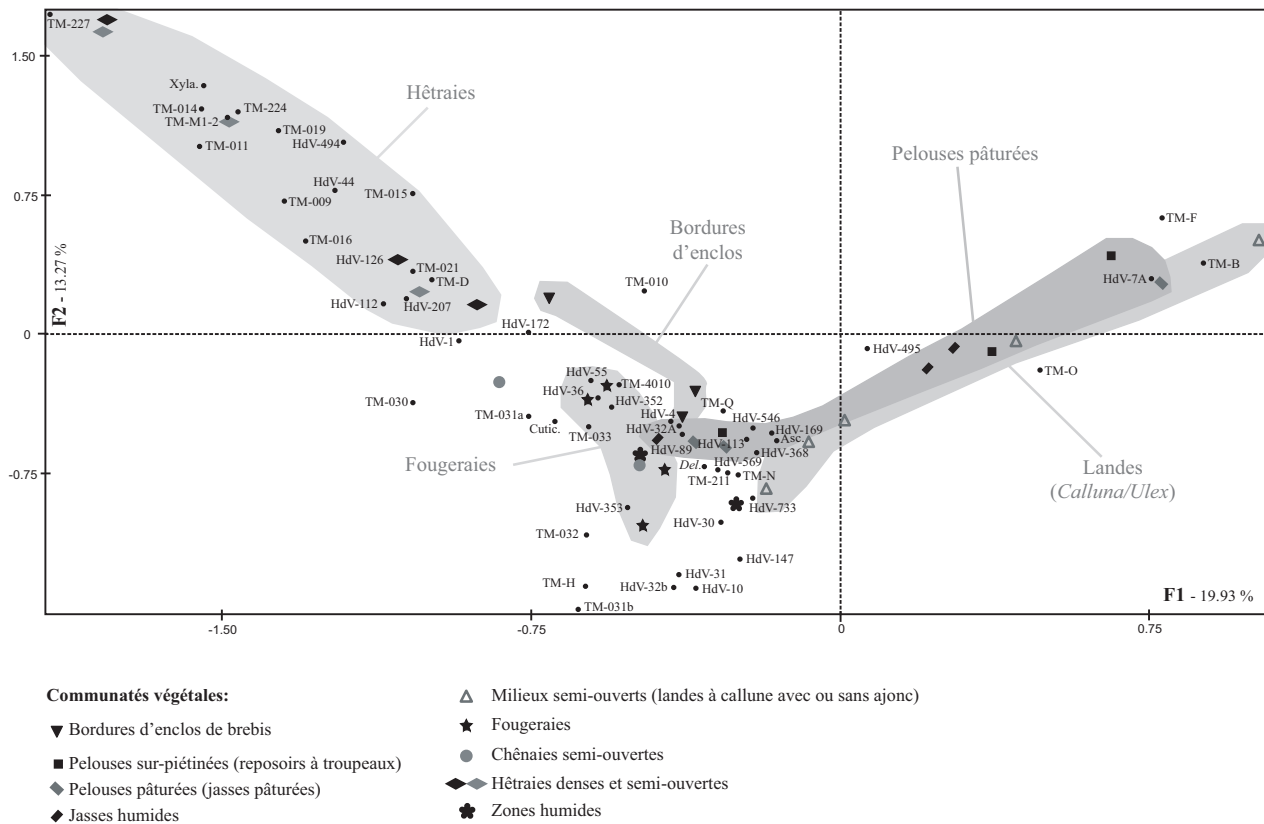 TM-227
1.50
Xyla.
Hêtraies
TM-014
TM-224
TM-M1-2
TM-019
TM-011
HdV-494
Pelouses pâturées
HdV-44
0.75
TM-015
TM-009
TM-F
Bordures
d'enclos
TM-016
HdV-126
TM-021
TM-B
TM-D
TM-010
HdV-7A
F2 - 13.27 %
HdV-112
HdV-207
HdV-172
0
HdV-1
HdV-495
HdV-55
TM-4010
TM-O
HdV-36
TM-030
HdV-352
TM-Q
TM-031a
HdV-4
HdV-546
Cutic.
TM-033
HdV-32A
HdV-169
HdV-113
Asc.
HdV-89
HdV-368
Fougeraies
Del.
HdV-569
Landes
(Calluna/Ulex)
-0.75
TM-211
TM-N
HdV-353
HdV-733
HdV-30
TM-032
HdV-147
HdV-31
TM-H
HdV-32b
HdV-10
F1 - 19.93 %
TM-031b
-1.50
-0.75
0
0.75
Communatés végétales:
Bordures d'enclos de brebis
Pelouses sur-piétinées (reposoirs à troupeaux)
Pelouses pâturées (jasses pâturées)
Jasses humides
Milieux semi-ouverts (landes à callune avec ou sans ajonc)
Fougeraies
Chênaies semi-ouvertes
Hêtraies denses et semi-ouvertes
Zones humides